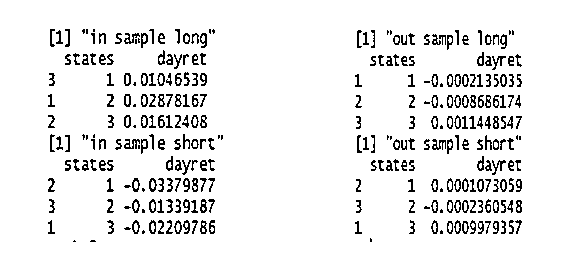 [1] "in sample long"
states dayret
3 1 0.01046539
1 2 0.02878167
2 3 0.01612408
[1] "in sample short"
states dayret
2 1 -0.03379877
3 2 -0.01339187
1 3 -0.02209786
[1] "out sample long"
states dayret
1 1 -0.0002135035
2 2 -0.0008686174
3 3 0.0011448547
[1] "out sample short"
states dayret
2 1 0.0001073059
3 2 -0.0002360548
1 3 0.0009979357